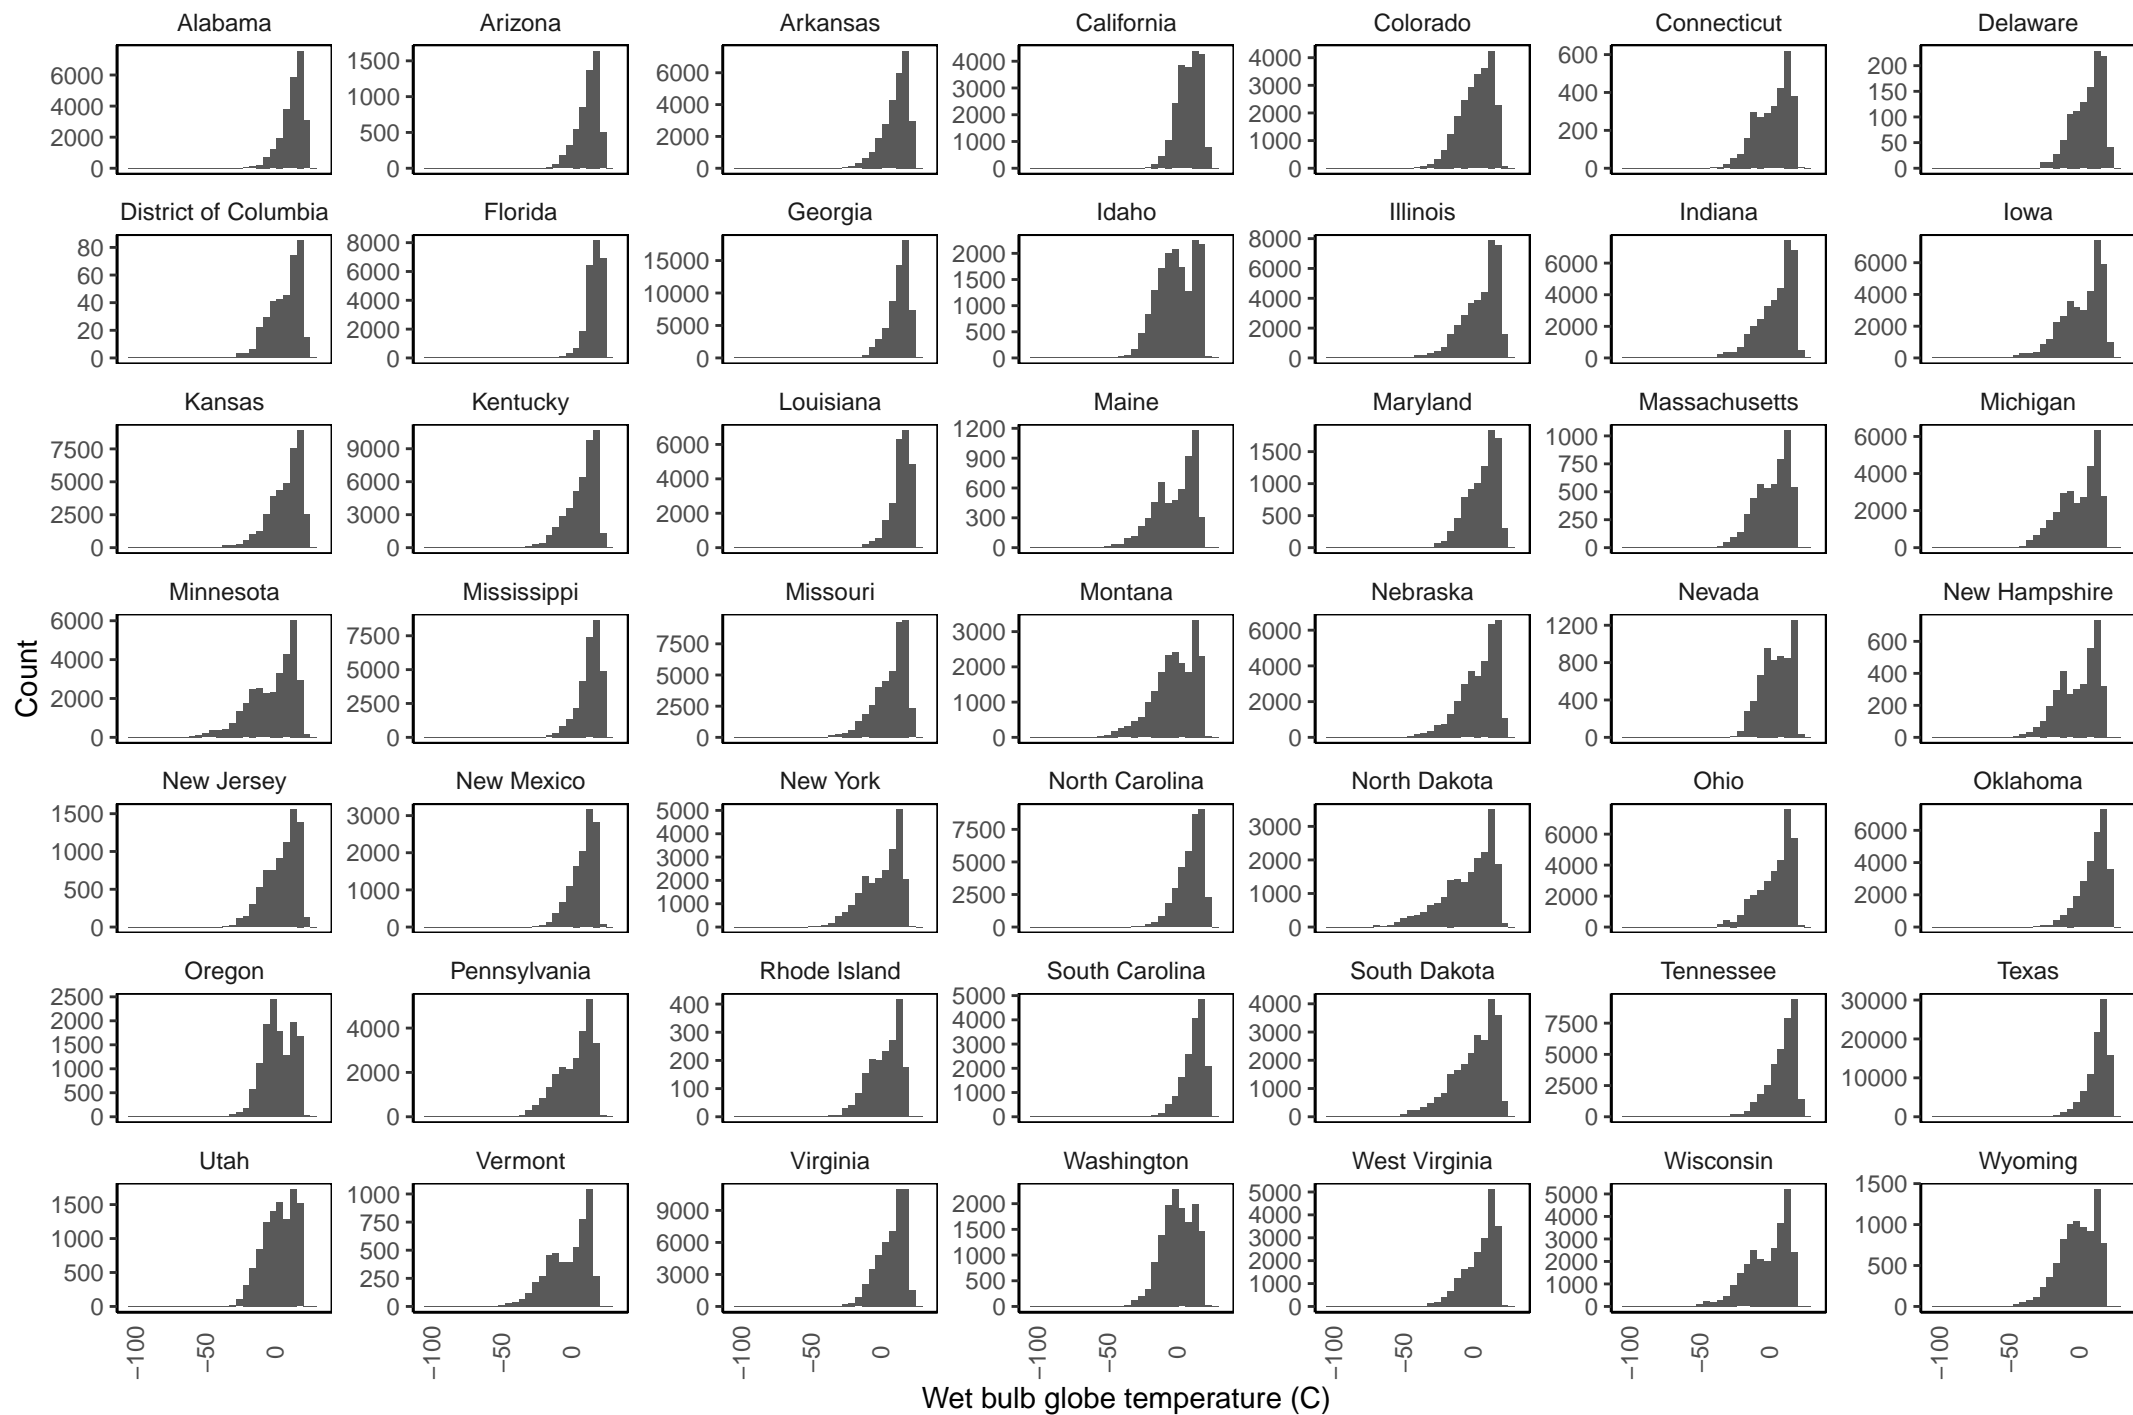 Alabama Arizona Arkansas California Colorado Connecticut Delaware
6000 4000 2000 0
1500 1000 500 0
6000 4000 2000 0
4000 3000 2000 1000 0
4000 3000 2000 1000 0
600 400 200 0
200 150 100 50 0
District of Columbia Florida Georgia Idaho Illinois Indiana Iowa
80 60 40 20 0
8000 6000 4000 2000 0
15000 10000 5000 0
2000 1500 1000 500 0
8000 6000 4000 2000 0
6000 4000 2000 0
6000 4000 2000 0
Kansas Kentucky Louisiana Maine Maryland Massachusetts Michigan
7500 5000 2500 0
9000 6000 3000 0
6000 4000 2000 0
1200 900 600 300 0
1500 1000 500 0
1000 750 500 250 0
6000 4000 2000 0
Minnesota Mississippi Missouri Montana Nebraska Nevada New Hampshire
6000 4000 2000 0
7500 5000 2500 0
7500 5000 2500 0
3000 2000 1000 0
6000 4000 2000 0
1200 800 400 0
600 400 200 0
Count
New Jersey New Mexico New York North Carolina North Dakota Ohio Oklahoma
1500 1000 500 0
3000 2000 1000 0
5000 4000 3000 2000 1000 0
7500 5000 2500 0
3000 2000 1000 0
6000 4000 2000 0
6000 4000 2000 0
Oregon Pennsylvania Rhode Island South Carolina South Dakota Tennessee Texas
2500 2000 1500 1000 500 0
4000 2000 0
400 300 200 100 0
5000 4000 3000 2000 1000 0
4000 3000 2000 1000 0
7500 5000 2500 0
30000 20000 10000 0
Utah Vermont Virginia Washington West Virginia Wisconsin Wyoming
1500 1000 500 0
1000 750 500 250 0
9000 6000 3000 0
2000 1500 1000 500 0
5000 4000 3000 2000 1000 0
5000 4000 3000 2000 1000 0
1500 1000 500 0
−100 −50 0 −100 −50 0 −100 −50 0 −100 −50 0 −100 −50 0 −100 −50 0 −100 −50 0
Wet bulb globe temperature (C)